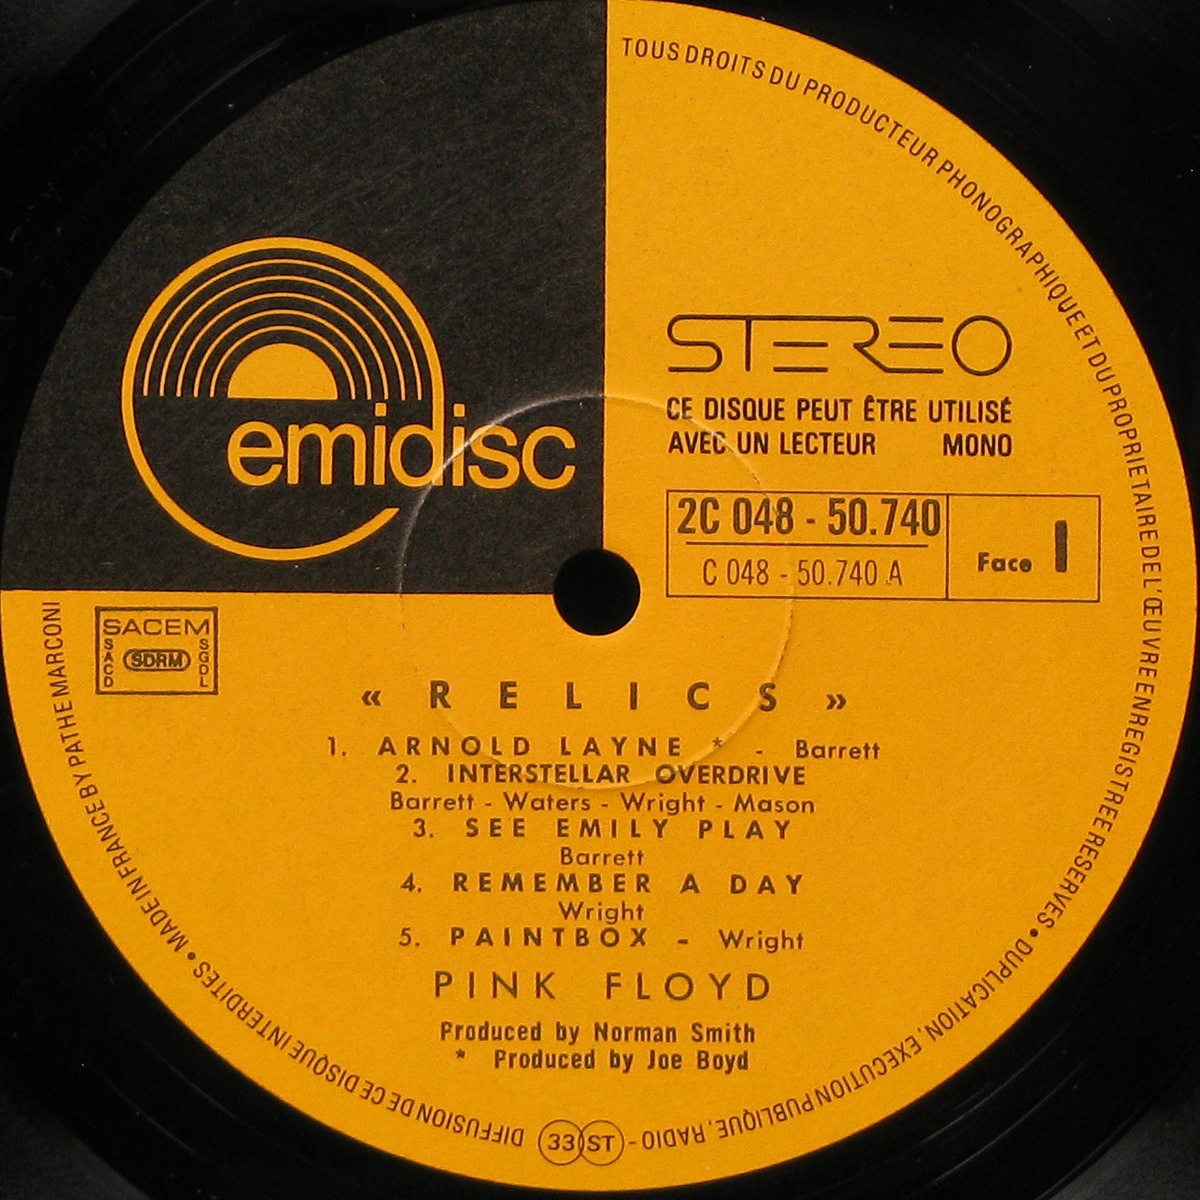 TOUS DROITS DU PRODUCTEUR PHONOGRAPHIQUE ET DU PROPRIETAIRE DE L'ŒUVRE ENREGISTREE RESERVES • DUPLICATION, EXECUTION PUBLIQUE, RADIO - DIFFUSION DE CE DISQUE INTERDITES • MADE IN FRANCE BY PATHE MARCONI
emidisc
STEREO
CE DISQUE PEUT ÊTRE UTILISÉ
AVEC UN LECTEUR MONO
2C 048 - 50.740
C 048 - 50.740 A
Face 1
SACEM
SACD
SDRM
SGDL
« RELICS »
1. ARNOLD LAYNE * - Barrett
2. INTERSTELLAR OVERDRIVE
Barrett - Waters - Wright - Mason
3. SEE EMILY PLAY
Barrett
4. REMEMBER A DAY
Wright
5. PAINTBOX - Wright
PINK FLOYD
Produced by Norman Smith
* Produced by Joe Boyd
33 ST